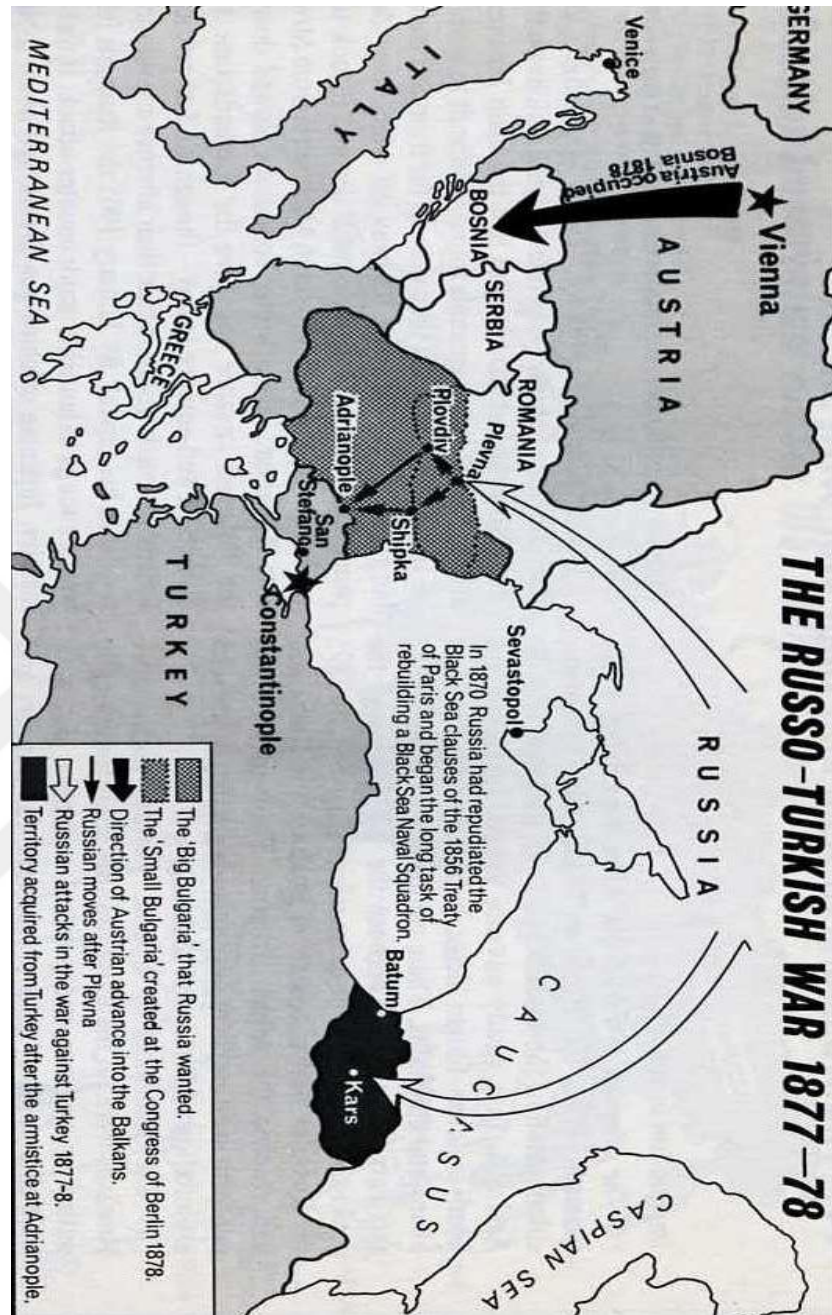 THE RUSSO-TURKISH WAR 1877–78
GERMANY
Vienna
AUSTRIA
RUSSIA
CAUCASUS
CASPIAN SEA
Venice
Austria occupied
Bosnia 1878
ITALY
BOSNIA
SERBIA
ROMANIA
Plevna
Plovdiv
Shipka
Adrianople
San
Stefano
Constantinople
Sevastopol
In 1870 Russia had repudiated the
Black Sea clauses of the 1856 Treaty
of Paris and began the long task of
rebuilding a Black Sea Naval Squadron.
Batum
Kars
GREECE
TURKEY
MEDITERRANEAN SEA
The 'Big Bulgaria' that Russia wanted.
The 'Small Bulgaria' created at the Congress of Berlin 1878.
Direction of Austrian advance into the Balkans.
Russian moves after Plevna
Russian attacks in the war against Turkey 1877-8.
Territory acquired from Turkey after the armistice at Adrianople,